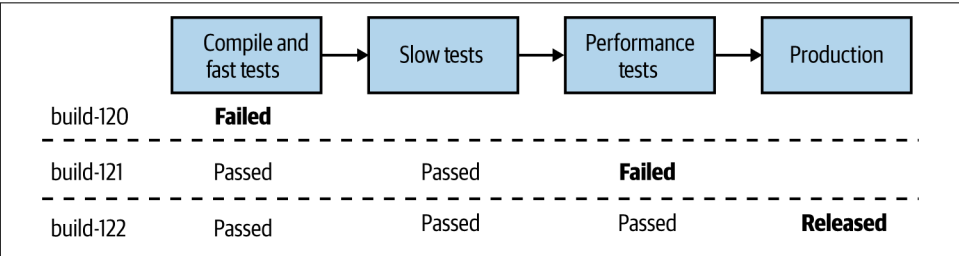 Compile and
fast tests
Slow tests
Performance
tests
Production
build-120 Failed
build-121 Passed Passed Failed
build-122 Passed Passed Passed Released